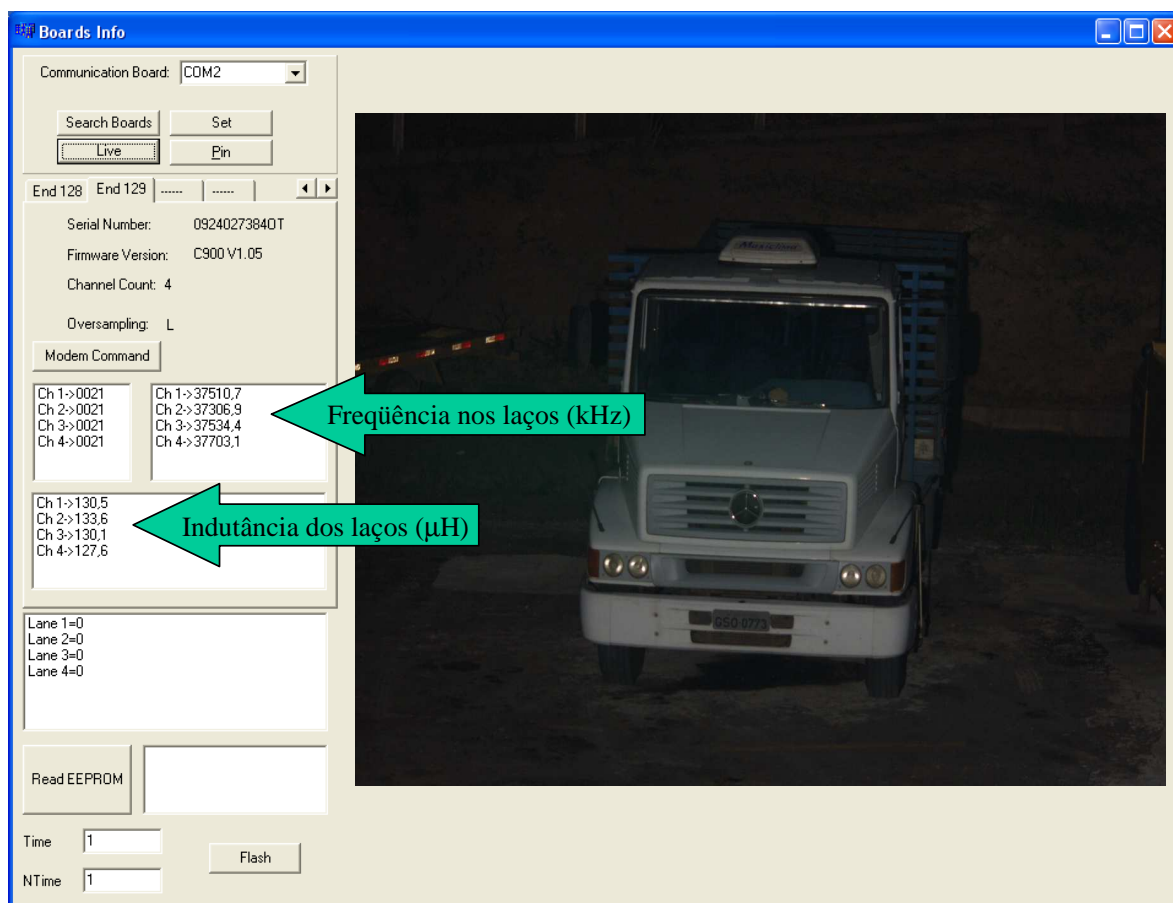 Boards Info
Communication Board: COM2
Search Boards Set
Live Pin
End 128 End 129 ------ ------
Serial Number: 0924027384OT
Firmware Version: C900 V1.05
Channel Count: 4
Oversampling: L
Modem Command
Ch 1->0021
Ch 2->0021
Ch 3->0021
Ch 4->0021
Ch 1->37510,7
Ch 2->37306,9
Ch 3->37534,4
Ch 4->37703,1
Freqüência nos laços (kHz)
Ch 1->130,5
Ch 2->133,6
Ch 3->130,1
Ch 4->127,6
Indutância dos laços (µH)
Lane 1=0
Lane 2=0
Lane 3=0
Lane 4=0
Read EEPROM
Time 1
Flash
NTime 1
GSO 0773